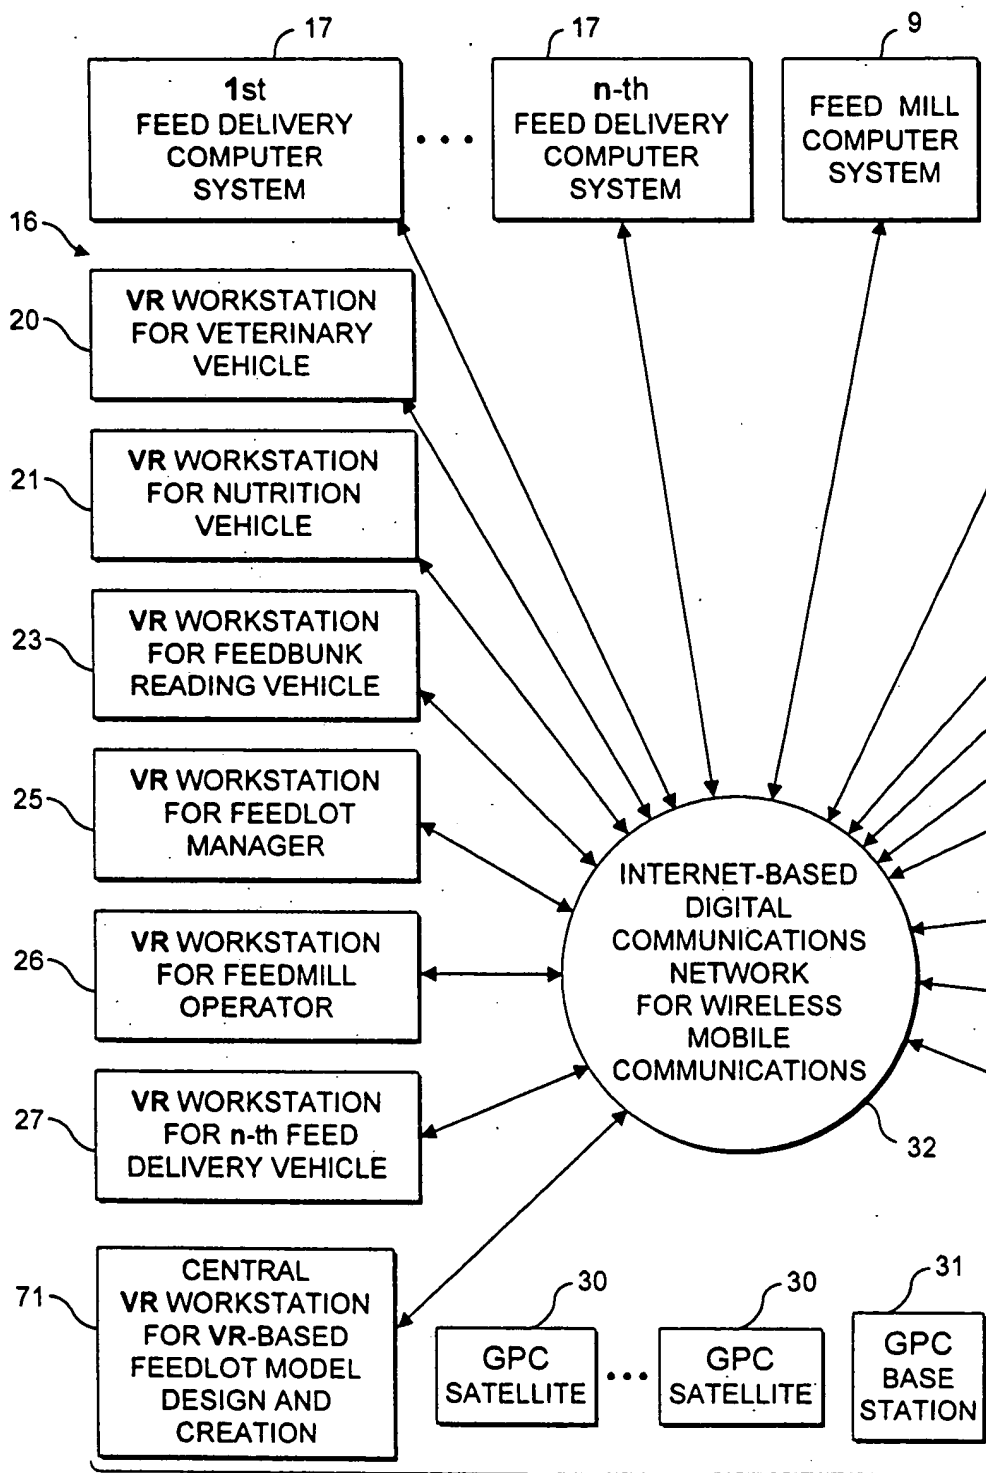 17
17
9
1st
FEED DELIVERY
COMPUTER
SYSTEM
n-th
FEED DELIVERY
COMPUTER
SYSTEM
FEED MILL
COMPUTER
SYSTEM
16
20
VR WORKSTATION
FOR VETERINARY
VEHICLE
21
VR WORKSTATION
FOR NUTRITION
VEHICLE
23
VR WORKSTATION
FOR FEEDBUNK
READING VEHICLE
25
VR WORKSTATION
FOR FEEDLOT
MANAGER
26
VR WORKSTATION
FOR FEEDMILL
OPERATOR
27
VR WORKSTATION
FOR n-th FEED
DELIVERY VEHICLE
INTERNET-BASED
DIGITAL
COMMUNICATIONS
NETWORK
FOR WIRELESS
MOBILE
COMMUNICATIONS
32
71
CENTRAL
VR WORKSTATION
FOR VR-BASED
FEEDLOT MODEL
DESIGN AND
CREATION
30
GPC
SATELLITE
30
GPC
SATELLITE
31
GPC
BASE
STATION